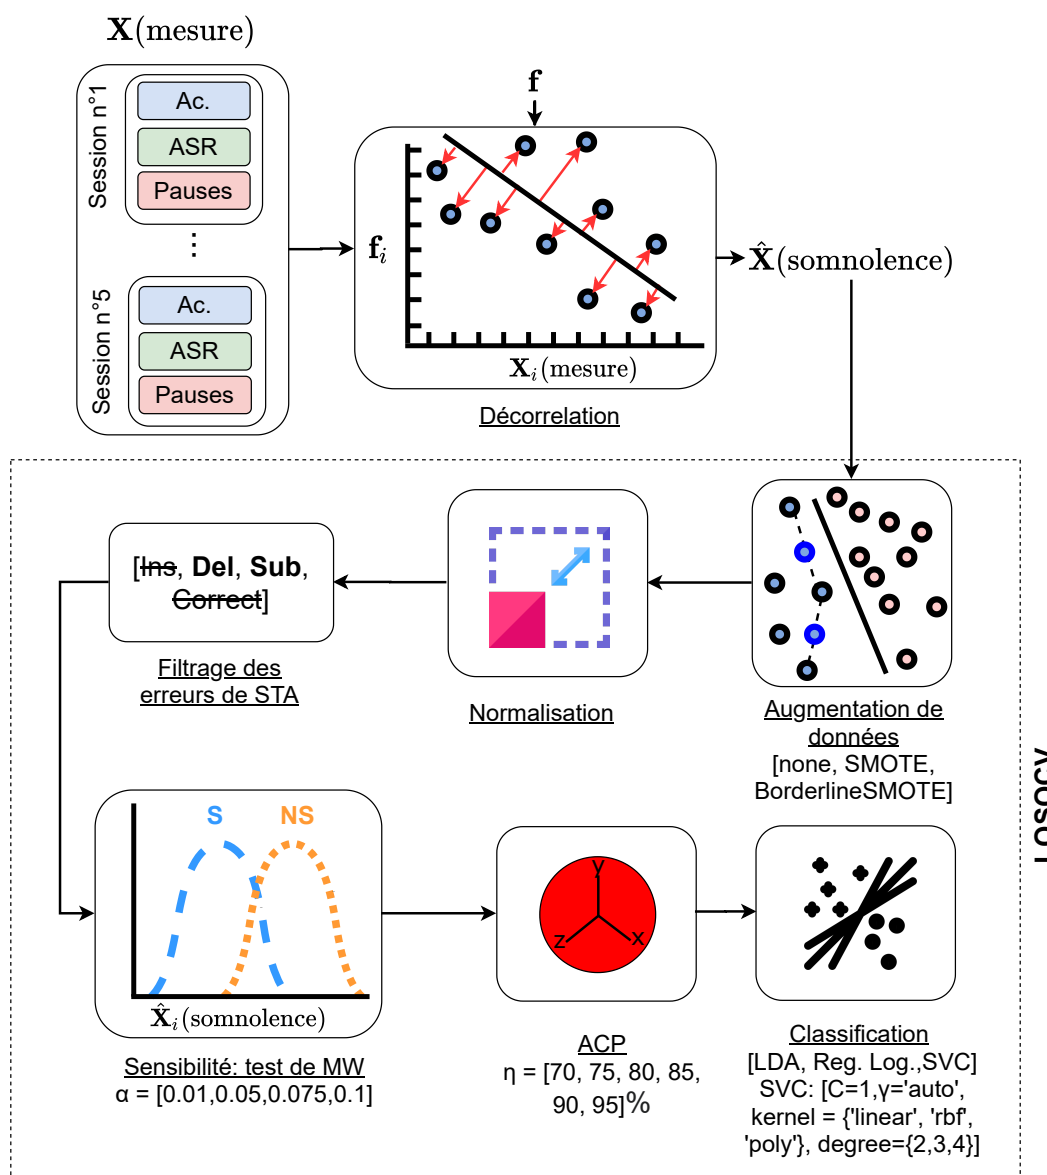 X(mesure)
Session n°1
Ac.
ASR
Pauses
⋮
Session n°5
Ac.
ASR
Pauses
f
f_i
X_i(mesure)
Décorrelation
X̂(somnolence)
[Ins, Del, Sub,
Correct]
Filtrage des
erreurs de STA
Normalisation
Augmentation de
données
[none, SMOTE,
BorderlineSMOTE]
LOSOCV
S
NS
X̂_i(somnolence)
Sensibilité: test de MW
α = [0.01,0.05,0.075,0.1]
y
z
x
ACP
η = [70, 75, 80, 85,
90, 95]%
Classification
[LDA, Reg. Log.,SVC]
SVC: [C=1,γ='auto',
kernel = {'linear', 'rbf',
'poly'}, degree={2,3,4}]